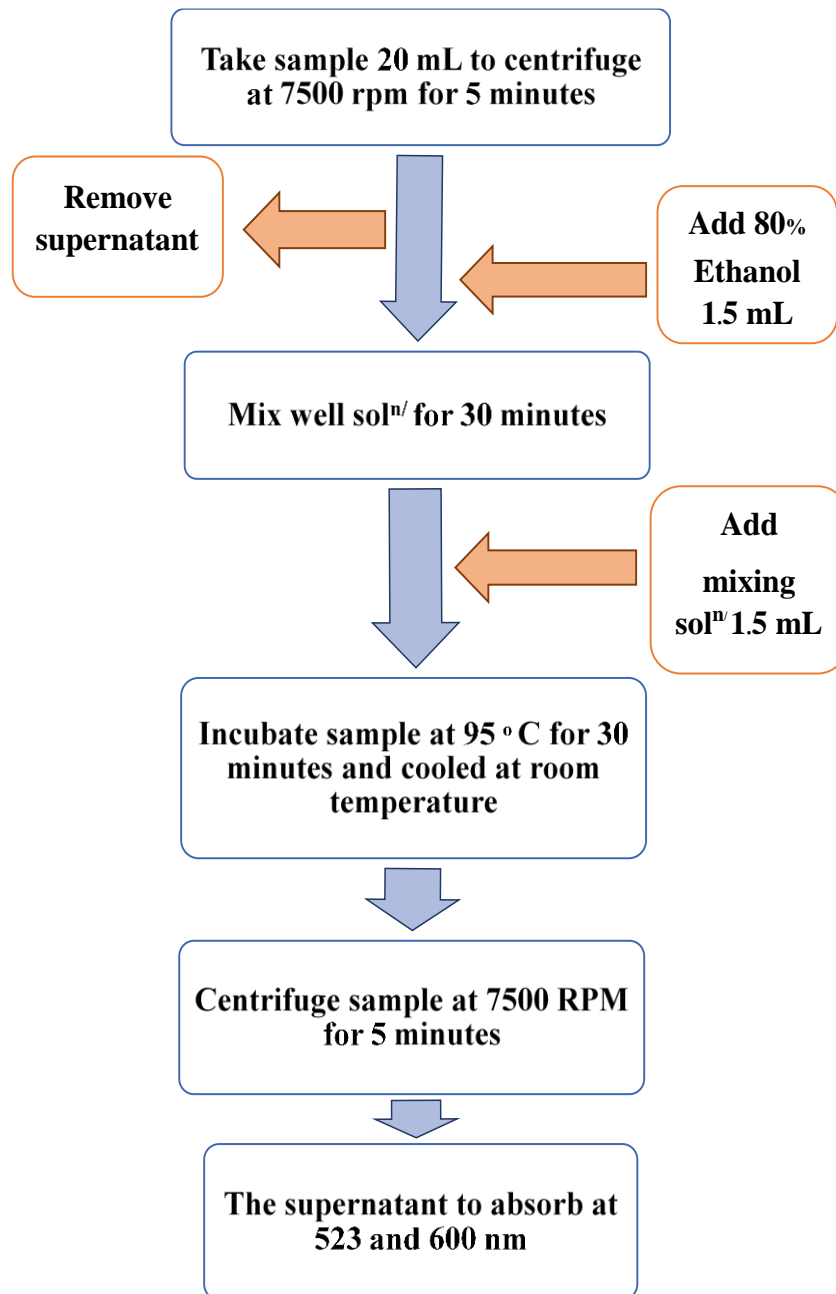 Take sample 20 mL to centrifuge
at 7500 rpm for 5 minutes
Remove
supernatant
Add 80%
Ethanol
1.5 mL
Mix well solⁿ/ for 30 minutes
Add
mixing
solⁿ/ 1.5 mL
Incubate sample at 95 ᵒ C for 30
minutes and cooled at room
temperature
Centrifuge sample at 7500 RPM
for 5 minutes
The supernatant to absorb at
523 and 600 nm